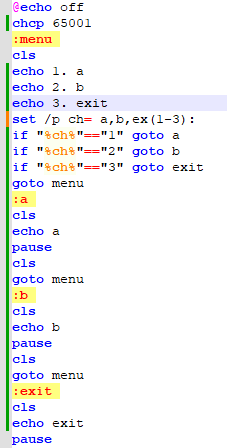 @echo off
chcp 65001
:menu
cls
echo 1. a
echo 2. b
echo 3. exit
set /p ch= a,b,ex(1-3):
if "%ch%"=="1" goto a
if "%ch%"=="2" goto b
if "%ch%"=="3" goto exit
goto menu
:a
cls
echo a
pause
cls
goto menu
:b
cls
echo b
pause
cls
goto menu
:exit
cls
echo exit
pause